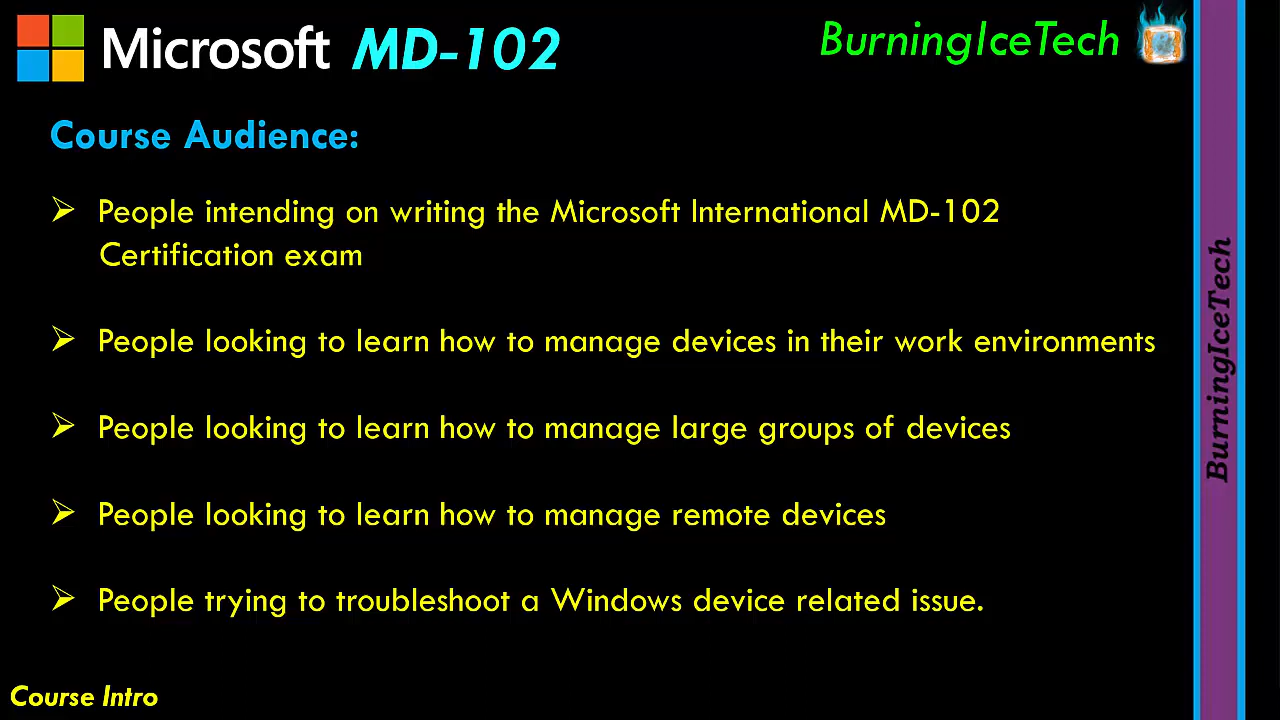 Microsoft MD-102
BurningIceTech
Course Audience:
People intending on writing the Microsoft International MD-102
Certification exam
People looking to learn how to manage devices in their work environments
People looking to learn how to manage large groups of devices
People looking to learn how to manage remote devices
People trying to troubleshoot a Windows device related issue.
Course Intro
BurningIceTech